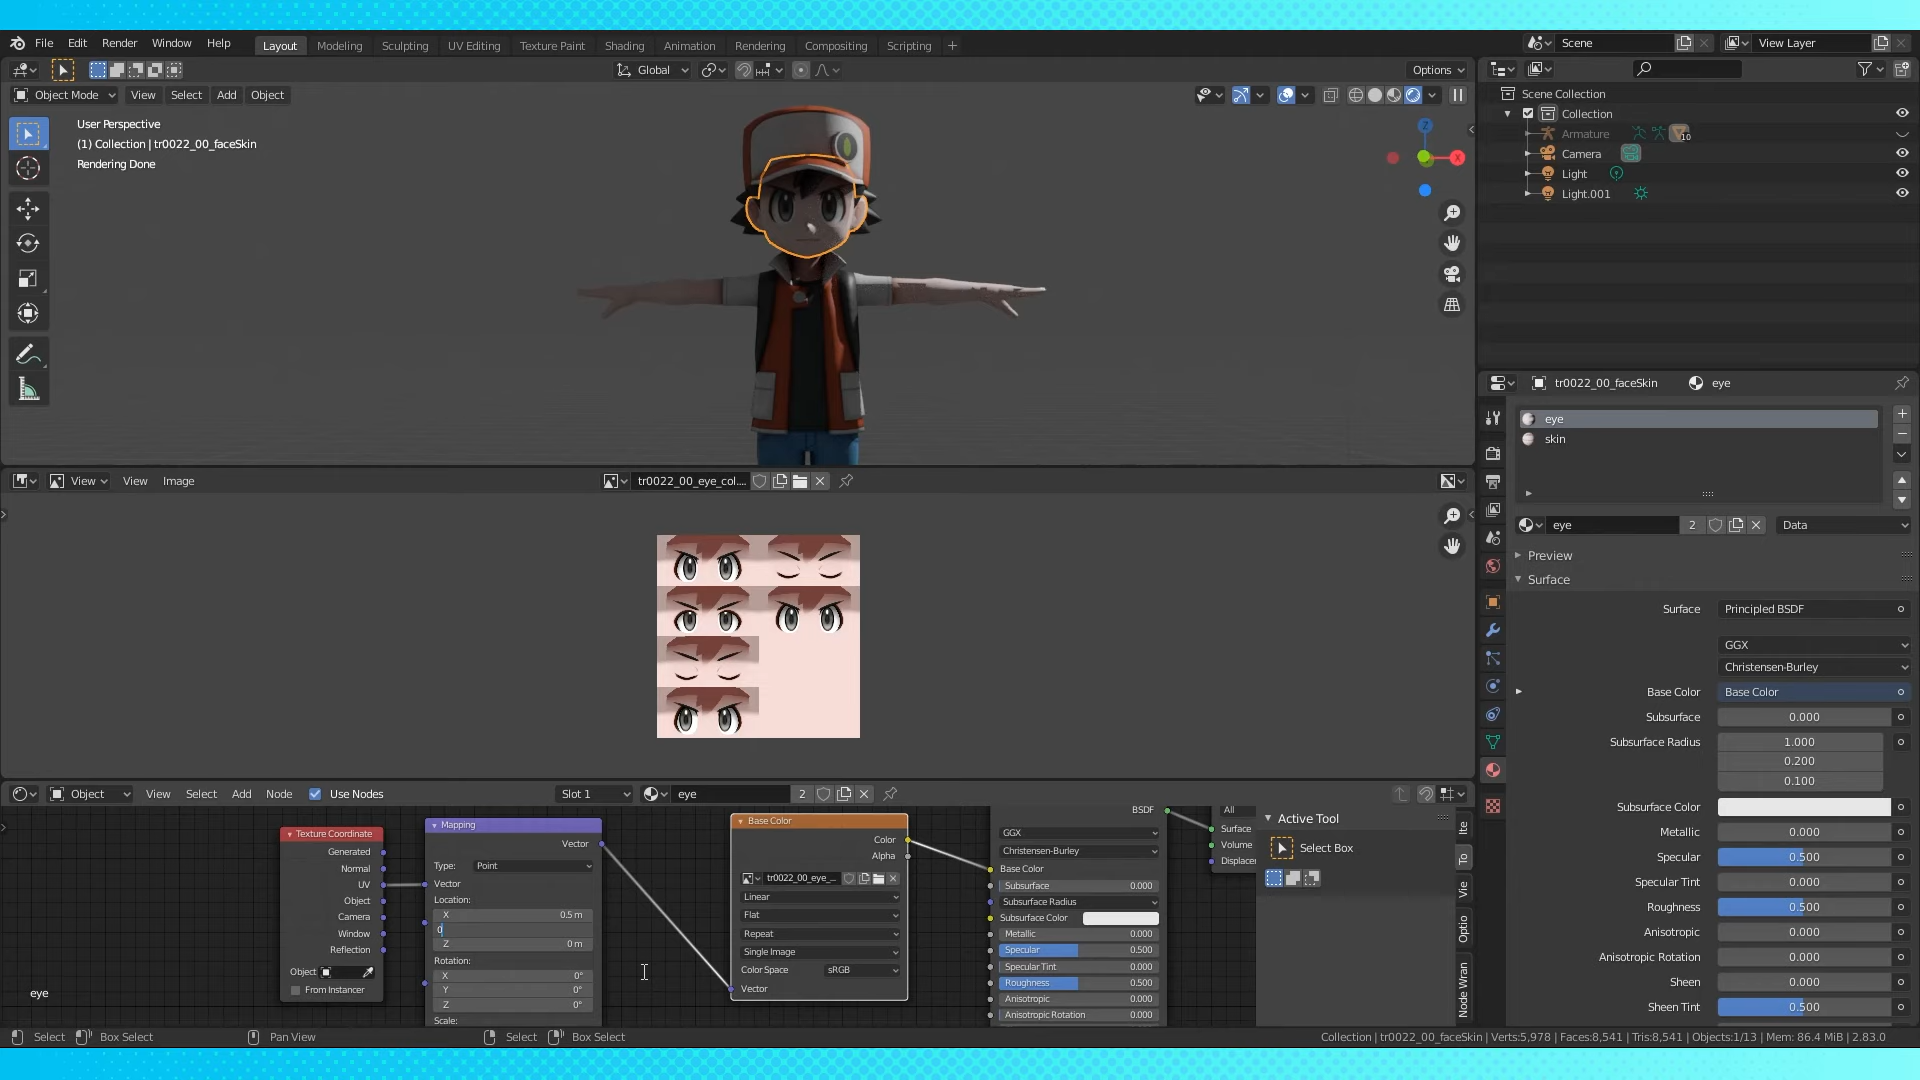 File Edit Render Window Help Layout Modeling Sculpting UV Editing Texture Paint Shading Animation Rendering Compositing Scripting + Scene View Layer
Global Options
Object Mode View Select Add Object
User Perspective
(1) Collection | tr0022_00_faceSkin
Rendering Done
Z
X
Scene Collection
Collection
Armature 10
Camera
Light
Light.001
tr0022_00_faceSkin eye
eye
skin
eye 2 Data
Preview
Surface
Surface Principled BSDF
GGX
Christensen-Burley
Base Color Base Color
Subsurface 0.000
Subsurface Radius 1.000
0.200
0.100
Subsurface Color
Metallic 0.000
Specular 0.500
Specular Tint 0.000
Roughness 0.500
Anisotropic 0.000
Anisotropic Rotation 0.000
Sheen 0.000
Sheen Tint 0.500
View View Image tr0022_00_eye_col...
Object View Select Add Node Use Nodes Slot 1 eye 2
Texture Coordinate
Generated
Normal
UV
Object
Camera
Window
Reflection
Object
From Instancer
Mapping
Vector
Type: Point
Vector
Location:
X 0.5 m
0
Z 0 m
Rotation:
X 0°
Y 0°
Z 0°
Scale:
Base Color
Color
Alpha
tr0022_00_eye_...
Linear
Flat
Repeat
Single Image
Color Space sRGB
Vector
BSDF
GGX
Christensen-Burley
Base Color
Subsurface 0.000
Subsurface Radius
Subsurface Color
Metallic 0.000
Specular 0.500
Specular Tint 0.000
Roughness 0.500
Anisotropic 0.000
Anisotropic Rotation 0.000
All
Surface
Volume
Displacer
Active Tool
Select Box
Ite
To
Vie
Optio
Node Wran
eye
Select Box Select Pan View Select Box Select
Collection | tr0022_00_faceSkin | Verts:5,978 | Faces:8,541 | Tris:8,541 | Objects:1/13 | Mem: 86.4 MiB | 2.83.0